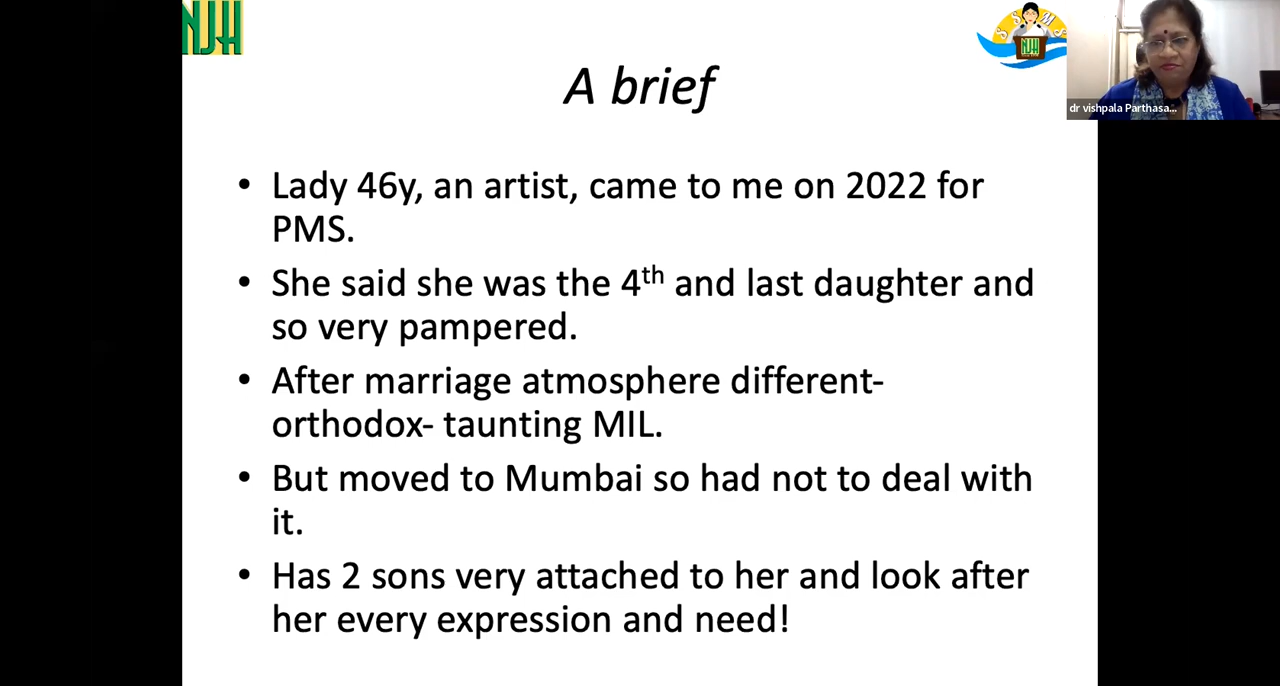 NJH
S S M S
NJH
dr vishpala Parthasa...
A brief
• Lady 46y, an artist, came to me on 2022 for
PMS.
• She said she was the 4th and last daughter and
so very pampered.
• After marriage atmosphere different-
orthodox- taunting MIL.
• But moved to Mumbai so had not to deal with
it.
• Has 2 sons very attached to her and look after
her every expression and need!